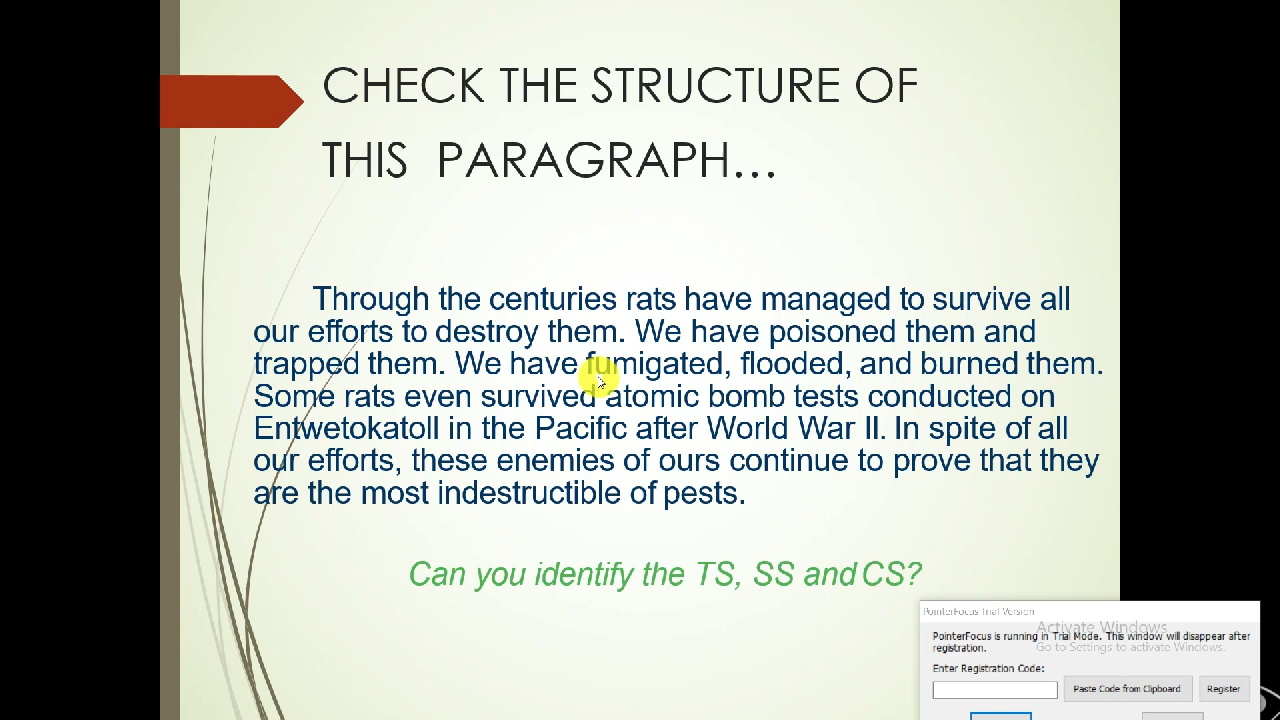 CHECK THE STRUCTURE OF
THIS PARAGRAPH...
Through the centuries rats have managed to survive all
our efforts to destroy them. We have poisoned them and
trapped them. We have fumigated, flooded, and burned them.
Some rats even survived atomic bomb tests conducted on
Entwetokatoll in the Pacific after World War II. In spite of all
our efforts, these enemies of ours continue to prove that they
are the most indestructible of pests.
Can you identify the TS, SS and CS?
PointerFocus Trial Version
Activate Windows
PointerFocus is running in Trial Mode. This window will disappear after
registration.
Go to Settings to activate Windows.
Enter Registration Code:
Paste Code from Clipboard
Register